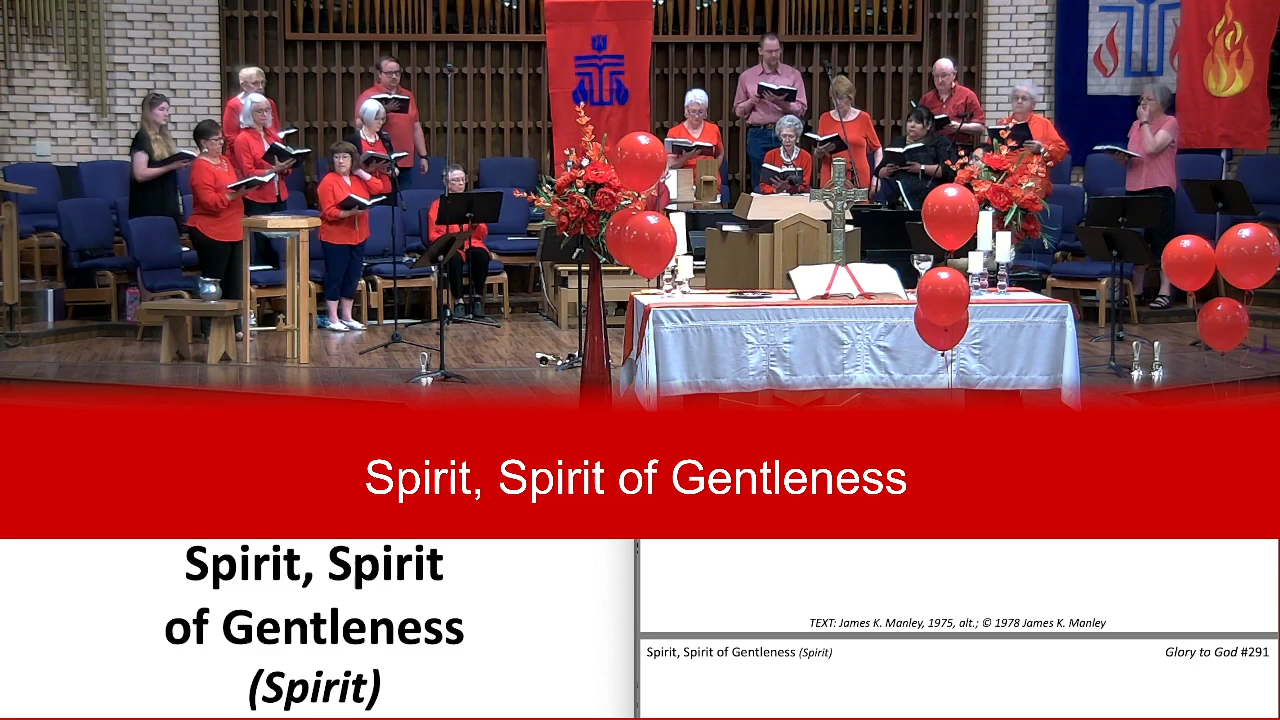 Spirit, Spirit of Gentleness
Spirit, Spirit
of Gentleness
(Spirit)
TEXT: James K. Manley, 1975, alt.; © 1978 James K. Manley
Spirit, Spirit of Gentleness (Spirit)
Glory to God #291